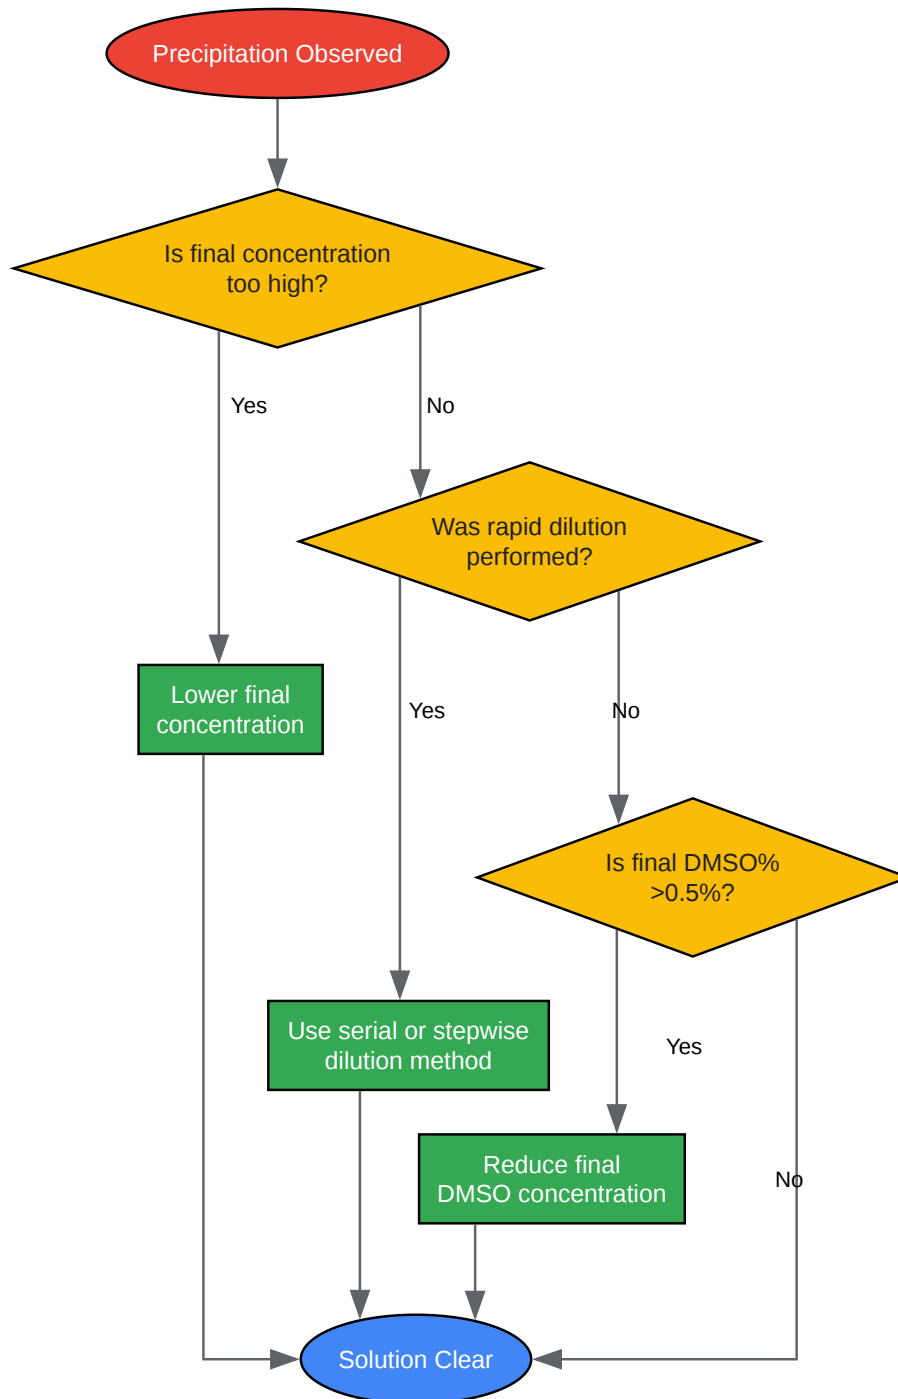 Precipitation Observed
Is final concentration
too high?
Yes
No
Was rapid dilution
performed?
Lower final
concentration
Yes
No
Is final DMSO%
>0.5%?
Use serial or stepwise
dilution method
Yes
Reduce final
DMSO concentration
No
Solution Clear